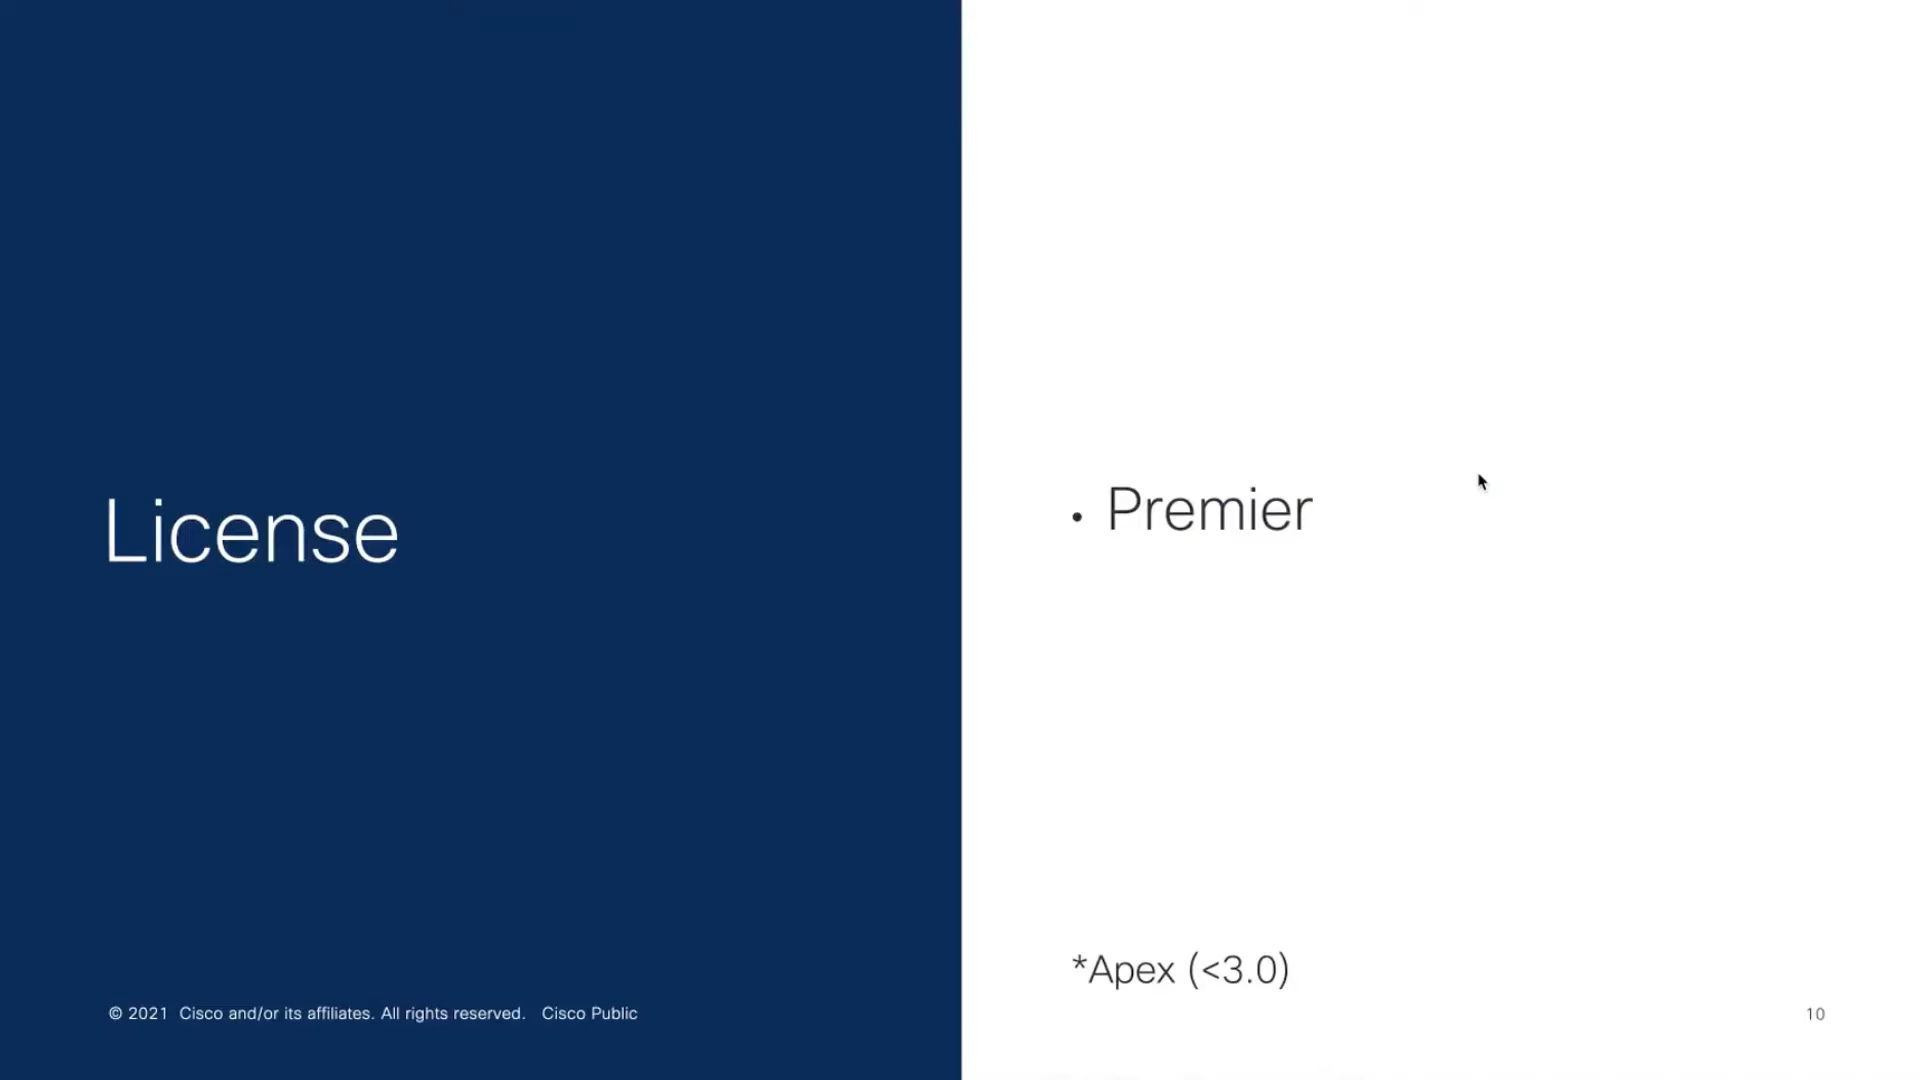 License
• Premier
*Apex (<3.0)
© 2021 Cisco and/or its affiliates. All rights reserved. Cisco Public
10